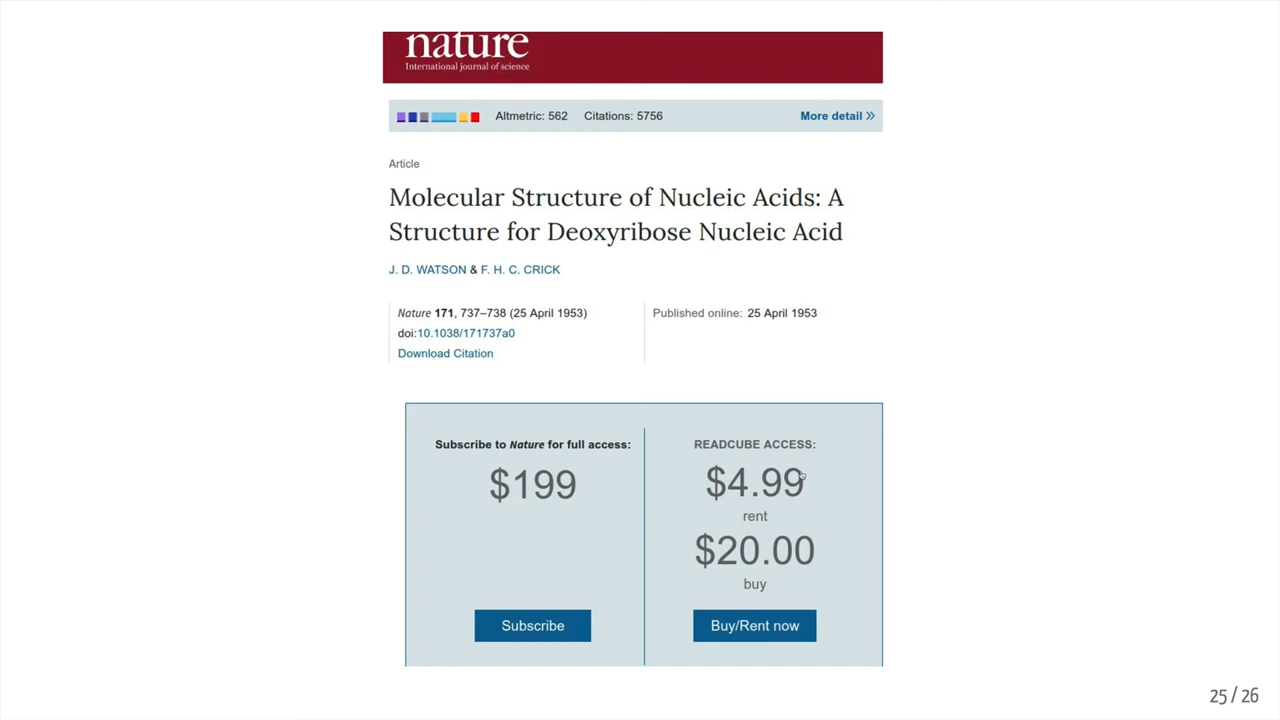 nature
International journal of science
Altmetric: 562 Citations: 5756 More detail »
Article
Molecular Structure of Nucleic Acids: A
Structure for Deoxyribose Nucleic Acid
J. D. WATSON & F. H. C. CRICK
Nature 171, 737–738 (25 April 1953)
doi:10.1038/171737a0
Download Citation
Published online: 25 April 1953
Subscribe to Nature for full access:
$199
Subscribe
READCUBE ACCESS:
$4.99
rent
$20.00
buy
Buy/Rent now
25 / 26